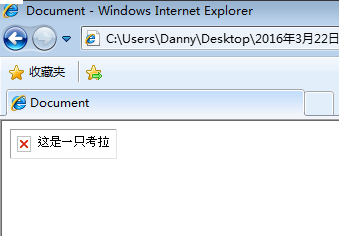 Document - Windows Internet Explorer
C:\Users\Danny\Desktop\2016年3月22日
收藏夹
Document
这是一只考拉